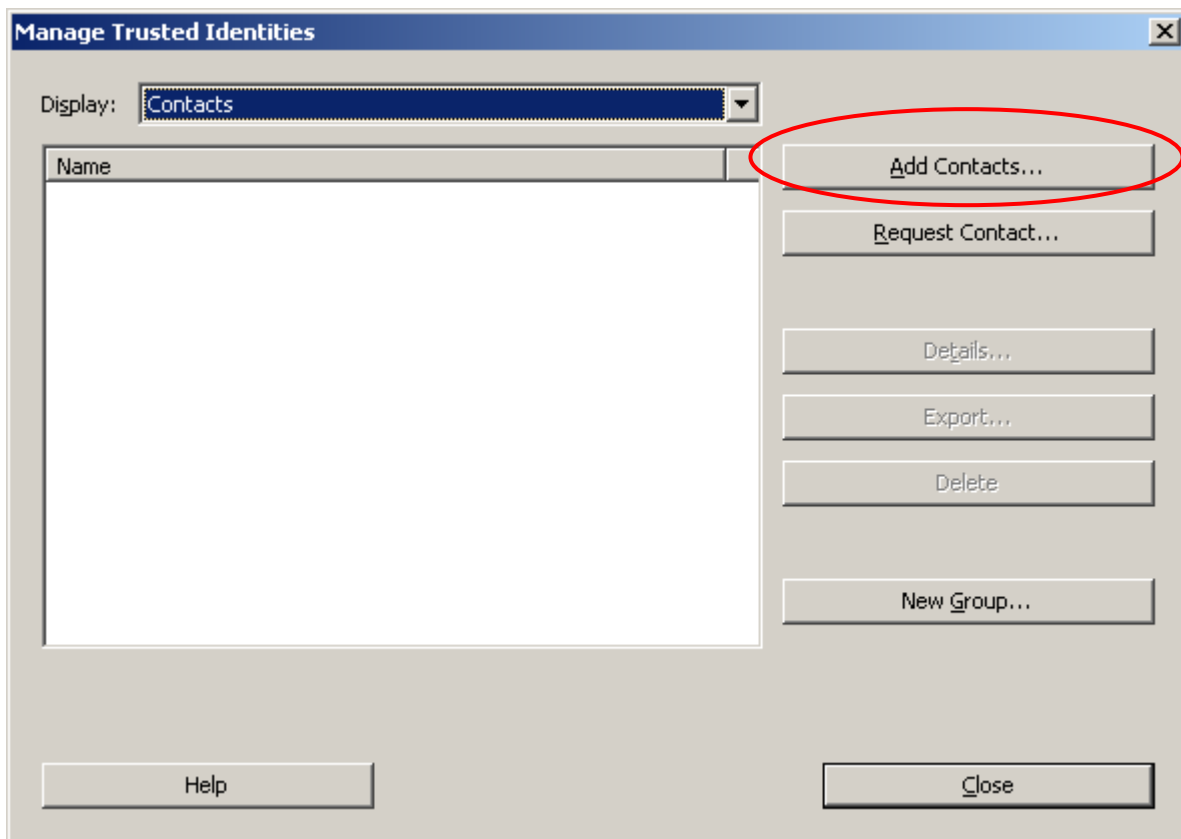 Manage Trusted Identities
Display: Contacts
Name
Add Contacts...
Request Contact...
Details...
Export...
Delete
New Group...
Help
Close